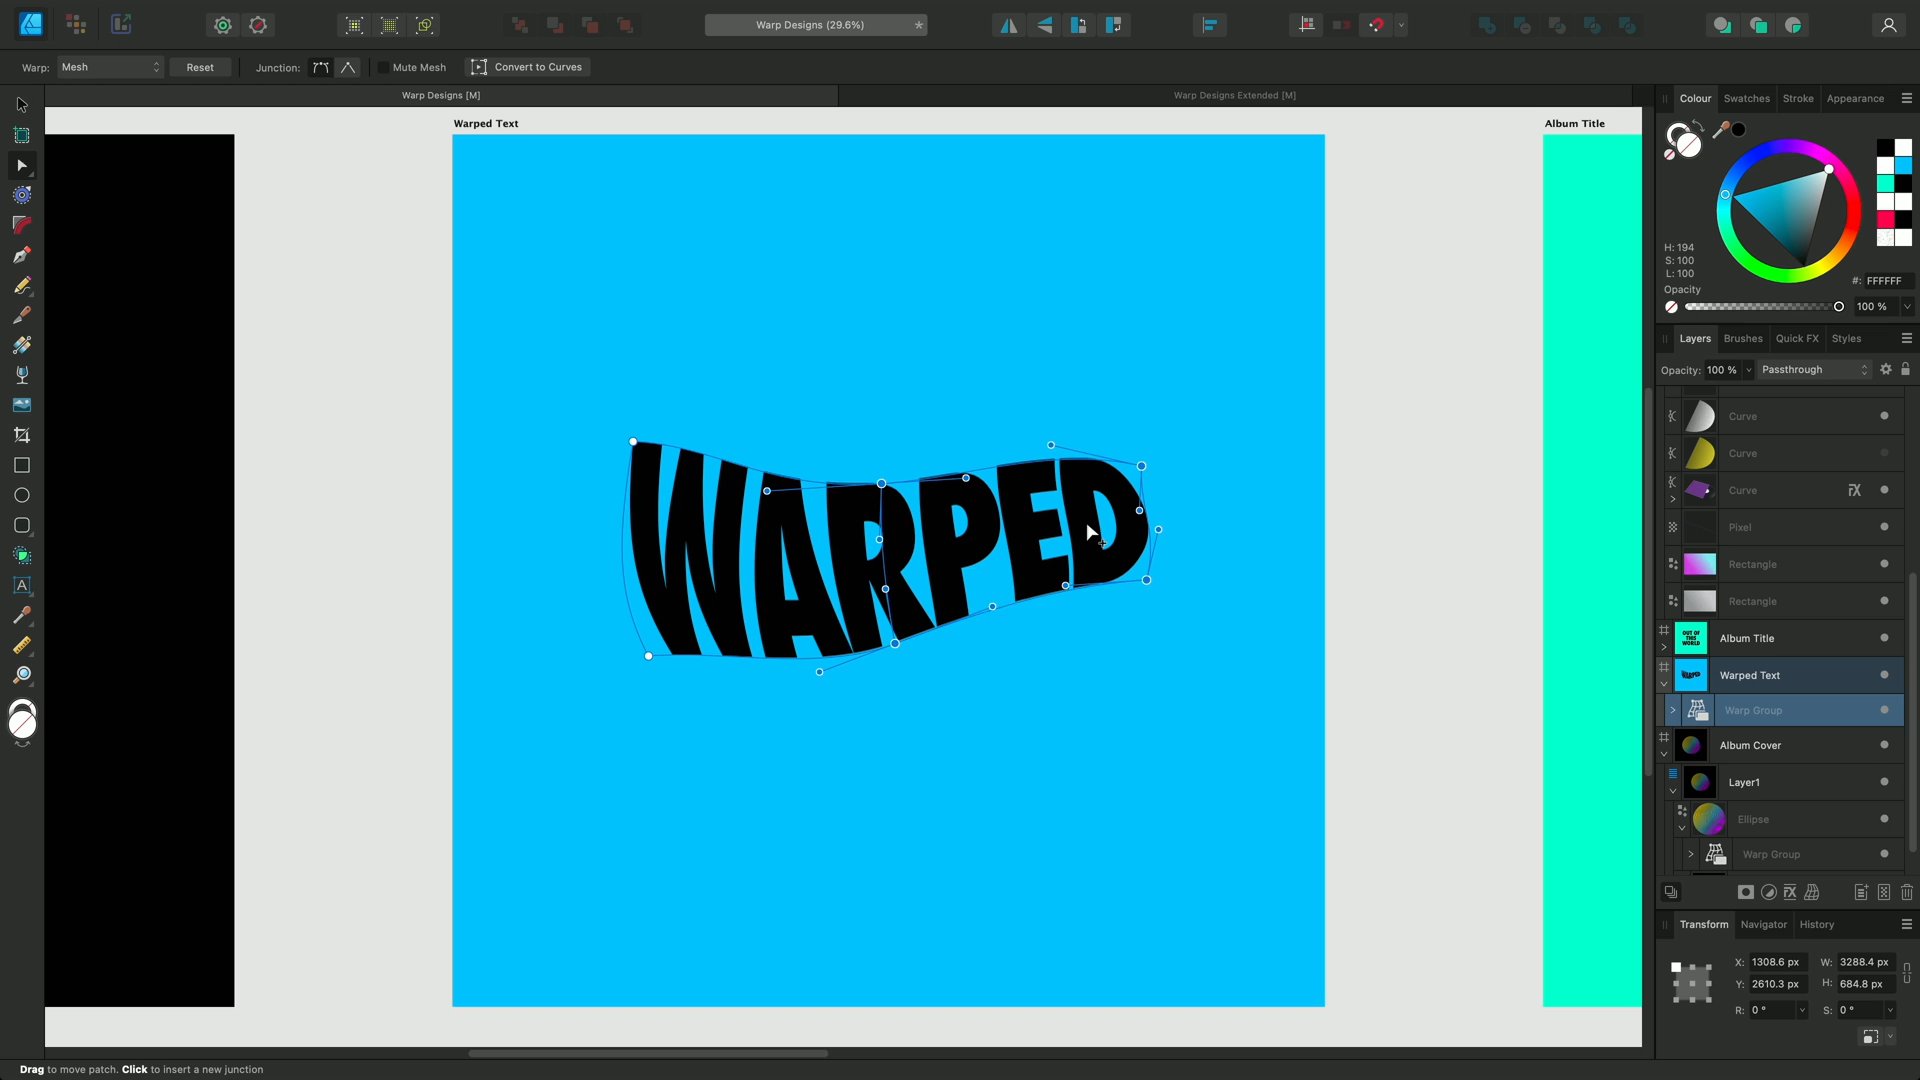 Warp Designs (29.6%)
*
Warp:
Mesh
Reset
Junction:
Mute Mesh
Convert to Curves
Warp Designs [M]
Warp Designs Extended [M]
Warped Text
Album Title
WARPED
Colour
Swatches
Stroke
Appearance
H: 194
S: 100
L: 100
#: FFFFFF
Opacity
100 %
Layers
Brushes
Quick FX
Styles
Opacity: 100 %
Passthrough
Curve
Curve
Curve
Pixel
Rectangle
Rectangle
OUT OF
THIS
WORLD
Album Title
Warped Text
Warp Group
Album Cover
Layer1
Ellipse
Warp Group
Transform
Navigator
History
X: 1308.6 px
W: 3288.4 px
Y: 2610.3 px
H: 684.8 px
R: 0 °
S: 0 °
Drag to move patch. Click to insert a new junction